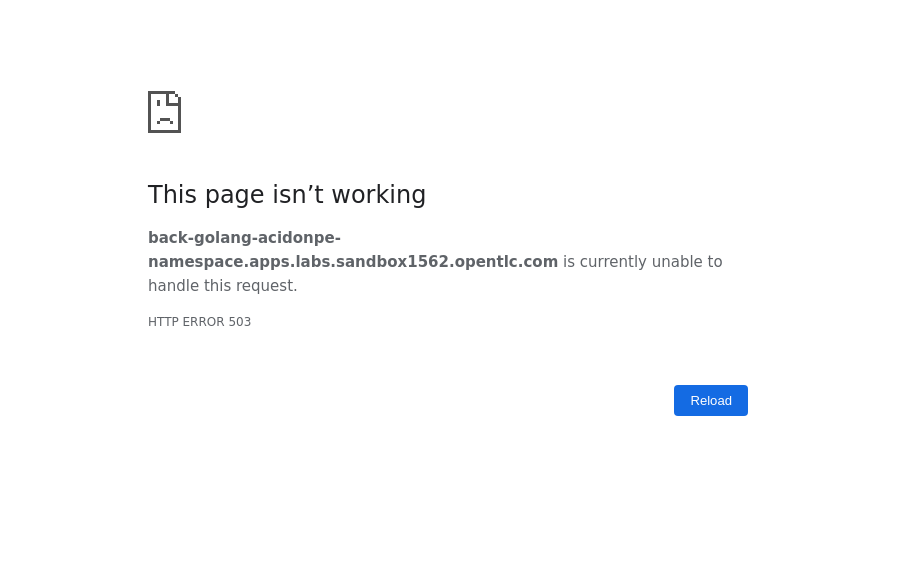 This page isn’t working
back-golang-acidonpe-
namespace.apps.labs.sandbox1562.opentlc.com is currently unable to
handle this request.
HTTP ERROR 503
Reload